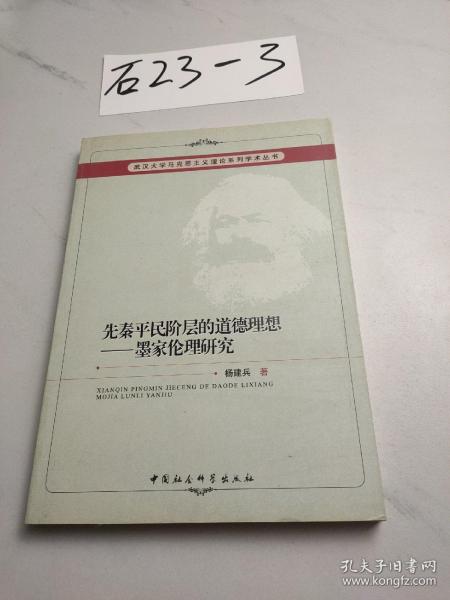 石23-3
武汉大学马克思主义理论系列学术丛书
先秦平民阶层的道德理想
——墨家伦理研究
杨建兵 著
XIANQIN PINGMIN JIECENG DE DAODE LIXIANG
MOJIA LUNLI YANJIU
中国社会科学出版社
孔夫子旧书网
www.kongfz.com